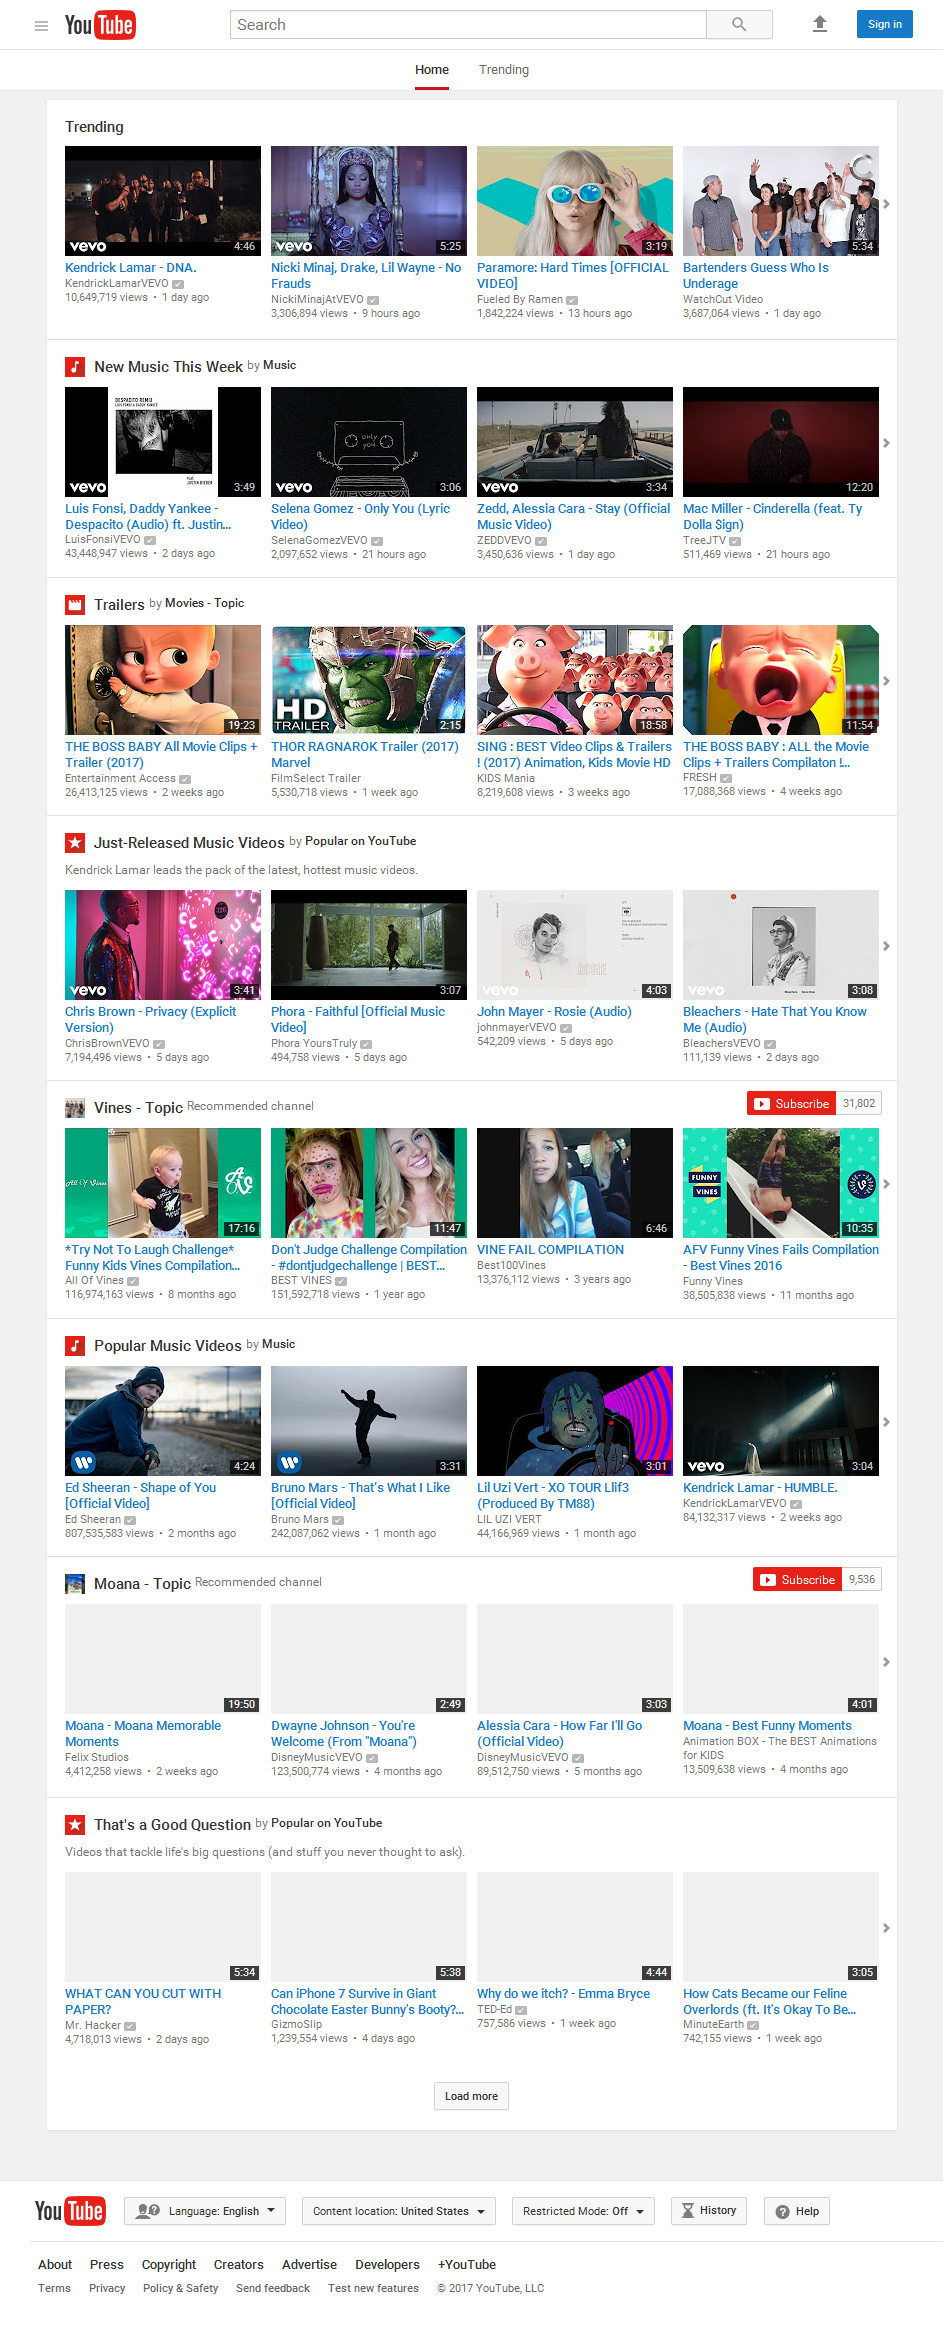 YouTube
Search
Sign in
Home Trending
Trending
vevo 4:46
vevo 5:25
3:19
5:34
Kendrick Lamar - DNA.
KendrickLamarVEVO
10,649,719 views • 1 day ago
Nicki Minaj, Drake, Lil Wayne - No
Frauds
NickiMinajAtVEVO
3,306,894 views • 9 hours ago
Paramore: Hard Times [OFFICIAL
VIDEO]
Fueled By Ramen
1,842,224 views • 13 hours ago
Bartenders Guess Who Is
Underage
WatchCut Video
3,687,064 views • 1 day ago
New Music This Week by Music
DESPACITO REMIX
vevo 3:49
only you
vevo 3:06
vevo 3:34
12:20
Luis Fonsi, Daddy Yankee -
Despacito (Audio) ft. Justin...
LuisFonsiVEVO
43,448,947 views • 2 days ago
Selena Gomez - Only You (Lyric
Video)
SelenaGomezVEVO
2,097,652 views • 21 hours ago
Zedd, Alessia Cara - Stay (Official
Music Video)
ZEDDVEVO
3,450,636 views • 1 day ago
Mac Miller - Cinderella (feat. Ty
Dolla $ign)
TreeJTV
511,469 views • 21 hours ago
Trailers by Movies - Topic
19:23
HD
TRAILER 2:15
18:58
11:54
THE BOSS BABY All Movie Clips +
Trailer (2017)
Entertainment Access
26,413,125 views • 2 weeks ago
THOR RAGNAROK Trailer (2017)
Marvel
FilmSelect Trailer
5,530,718 views • 1 week ago
SING : BEST Video Clips & Trailers
! (2017) Animation, Kids Movie HD
KIDS Mania
8,219,608 views • 3 weeks ago
THE BOSS BABY : ALL the Movie
Clips + Trailers Compilaton !...
FRESH
17,088,368 views • 4 weeks ago
Just-Released Music Videos by Popular on YouTube
Kendrick Lamar leads the pack of the latest, hottest music videos.
vevo 3:41
3:07
ROSIE
vevo 4:03
vevo 3:08
Chris Brown - Privacy (Explicit
Version)
ChrisBrownVEVO
7,194,496 views • 5 days ago
Phora - Faithful [Official Music
Video]
Phora YoursTruly
494,758 views • 5 days ago
John Mayer - Rosie (Audio)
johnmayerVEVO
542,209 views • 5 days ago
Bleachers - Hate That You Know
Me (Audio)
BleachersVEVO
111,139 views • 2 days ago
Vines - Topic Recommended channel
Subscribe 31,802
All Of Vines
17:16
11:47
6:46
FUNNY
VINES
10:35
*Try Not To Laugh Challenge*
Funny Kids Vines Compilation...
All Of Vines
116,974,163 views • 8 months ago
Don't Judge Challenge Compilation
- #dontjudgechallenge | BEST...
BEST VINES
151,592,718 views • 1 year ago
VINE FAIL COMPILATION
Best100Vines
13,376,112 views • 3 years ago
AFV Funny Vines Fails Compilation
- Best Vines 2016
Funny Vines
38,505,838 views • 11 months ago
Popular Music Videos by Music
4:24
3:31
3:01
vevo 3:04
Ed Sheeran - Shape of You
[Official Video]
Ed Sheeran
807,535,583 views • 2 months ago
Bruno Mars - That's What I Like
[Official Video]
Bruno Mars
242,087,062 views • 1 month ago
Lil Uzi Vert - XO TOUR Llif3
(Produced By TM88)
LIL UZI VERT
44,166,969 views • 1 month ago
Kendrick Lamar - HUMBLE.
KendrickLamarVEVO
84,132,317 views • 2 weeks ago
Moana - Topic Recommended channel
Subscribe 9,536
19:50
2:49
3:03
4:01
Moana - Moana Memorable
Moments
Felix Studios
4,412,258 views • 2 weeks ago
Dwayne Johnson - You're
Welcome (From "Moana")
DisneyMusicVEVO
123,500,774 views • 4 months ago
Alessia Cara - How Far I'll Go
(Official Video)
DisneyMusicVEVO
89,512,750 views • 5 months ago
Moana - Best Funny Moments
Animation BOX - The BEST Animations
for KIDS
13,509,638 views • 4 months ago
That's a Good Question by Popular on YouTube
Videos that tackle life's big questions (and stuff you never thought to ask).
5:34
5:38
4:44
3:05
WHAT CAN YOU CUT WITH
PAPER?
Mr. Hacker
4,718,013 views • 2 days ago
Can iPhone 7 Survive in Giant
Chocolate Easter Bunny's Booty?...
GizmoSlip
1,239,554 views • 4 days ago
Why do we itch? - Emma Bryce
TED-Ed
757,586 views • 1 week ago
How Cats Became our Feline
Overlords (ft. It's Okay To Be...
MinuteEarth
742,155 views • 1 week ago
Load more
YouTube
Language: English
Content location: United States
Restricted Mode: Off
History
Help
About Press Copyright Creators Advertise Developers +YouTube
Terms Privacy Policy & Safety Send feedback Test new features © 2017 YouTube, LLC